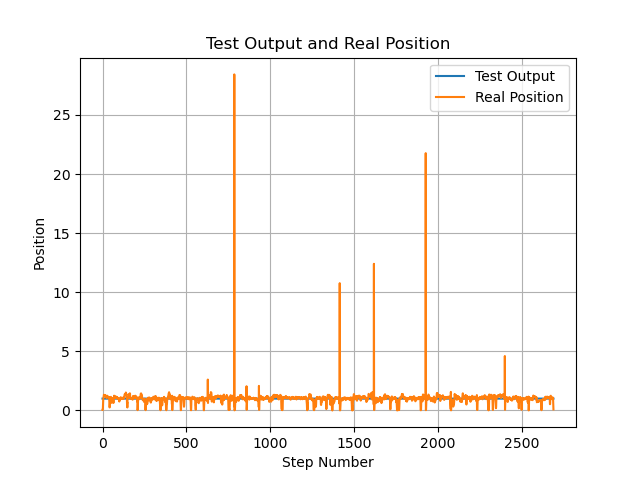 Test Output and Real Position
Test Output
Real Position
25
20
15
10
5
0
Position
0 500 1000 1500 2000 2500
Step Number